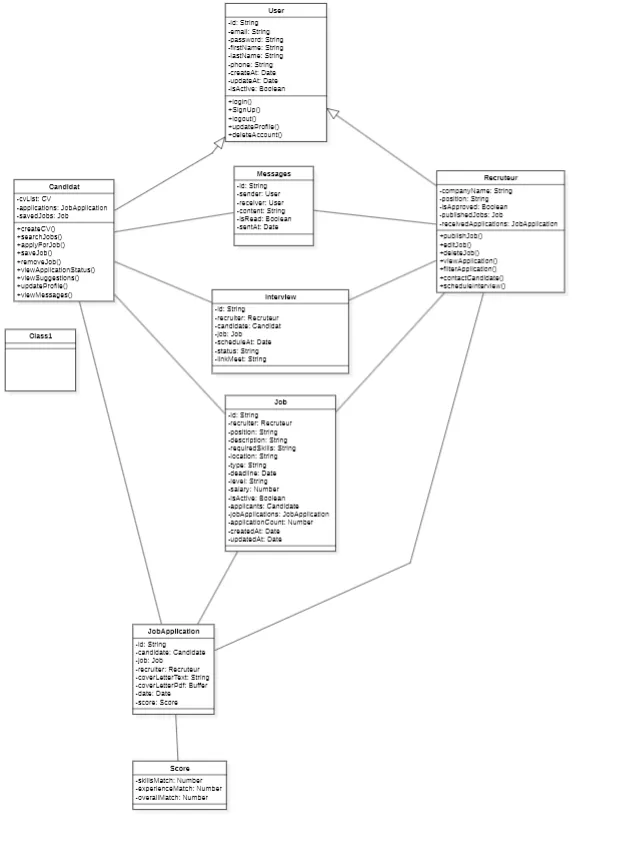 User
-id: String
-email: String
-password: String
-firstName: String
-lastName: String
-phone: String
-createAt: Date
-updateAt: Date
-isActive: Boolean
+login()
+SignUp()
+logout()
+updateProfile()
+deleteAccount()
Candidat
-cvList: CV
-applications: JobApplication
-savedJobs: Job
+createCV()
+searchJobs()
+applyForJob()
+saveJob()
+removeJob()
+viewApplicationStatus()
+viewSuggestions()
+updateProfile()
+viewMessages()
Messages
-id: String
-sender: User
-receiver: User
-content: String
-isRead: Boolean
-sentAt: Date
Recruteur
-companyName: String
-position: String
-isApproved: Boolean
-publishedJobs: Job
-receivedApplications: JobApplication
+publishJob()
+editJob()
+deleteJob()
+viewApplication()
+filterApplication()
+contactCandidate()
+scheduleInterview()
Interview
-id: String
-recruiter: Recruteur
-candidate: Candidat
-job: Job
-scheduleAt: Date
-status: String
-linkMeet: String
Class1
Job
-id: String
-recruiter: Recruteur
-position: String
-description: String
-requiredSkills: String
-location: String
-type: String
-deadline: Date
-level: String
-salary: Number
-isActive: Boolean
-applicants: Candidate
-jobApplications: JobApplication
-applicationCount: Number
-createdAt: Date
-updatedAt: Date
JobApplication
-id: String
-candidate: Candidate
-job: Job
-recruiter: Recruteur
-coverLetterText: String
-coverLetterPdf: Buffer
-date: Date
-score: Score
Score
-skillsMatch: Number
-experienceMatch: Number
-overallMatch: Number